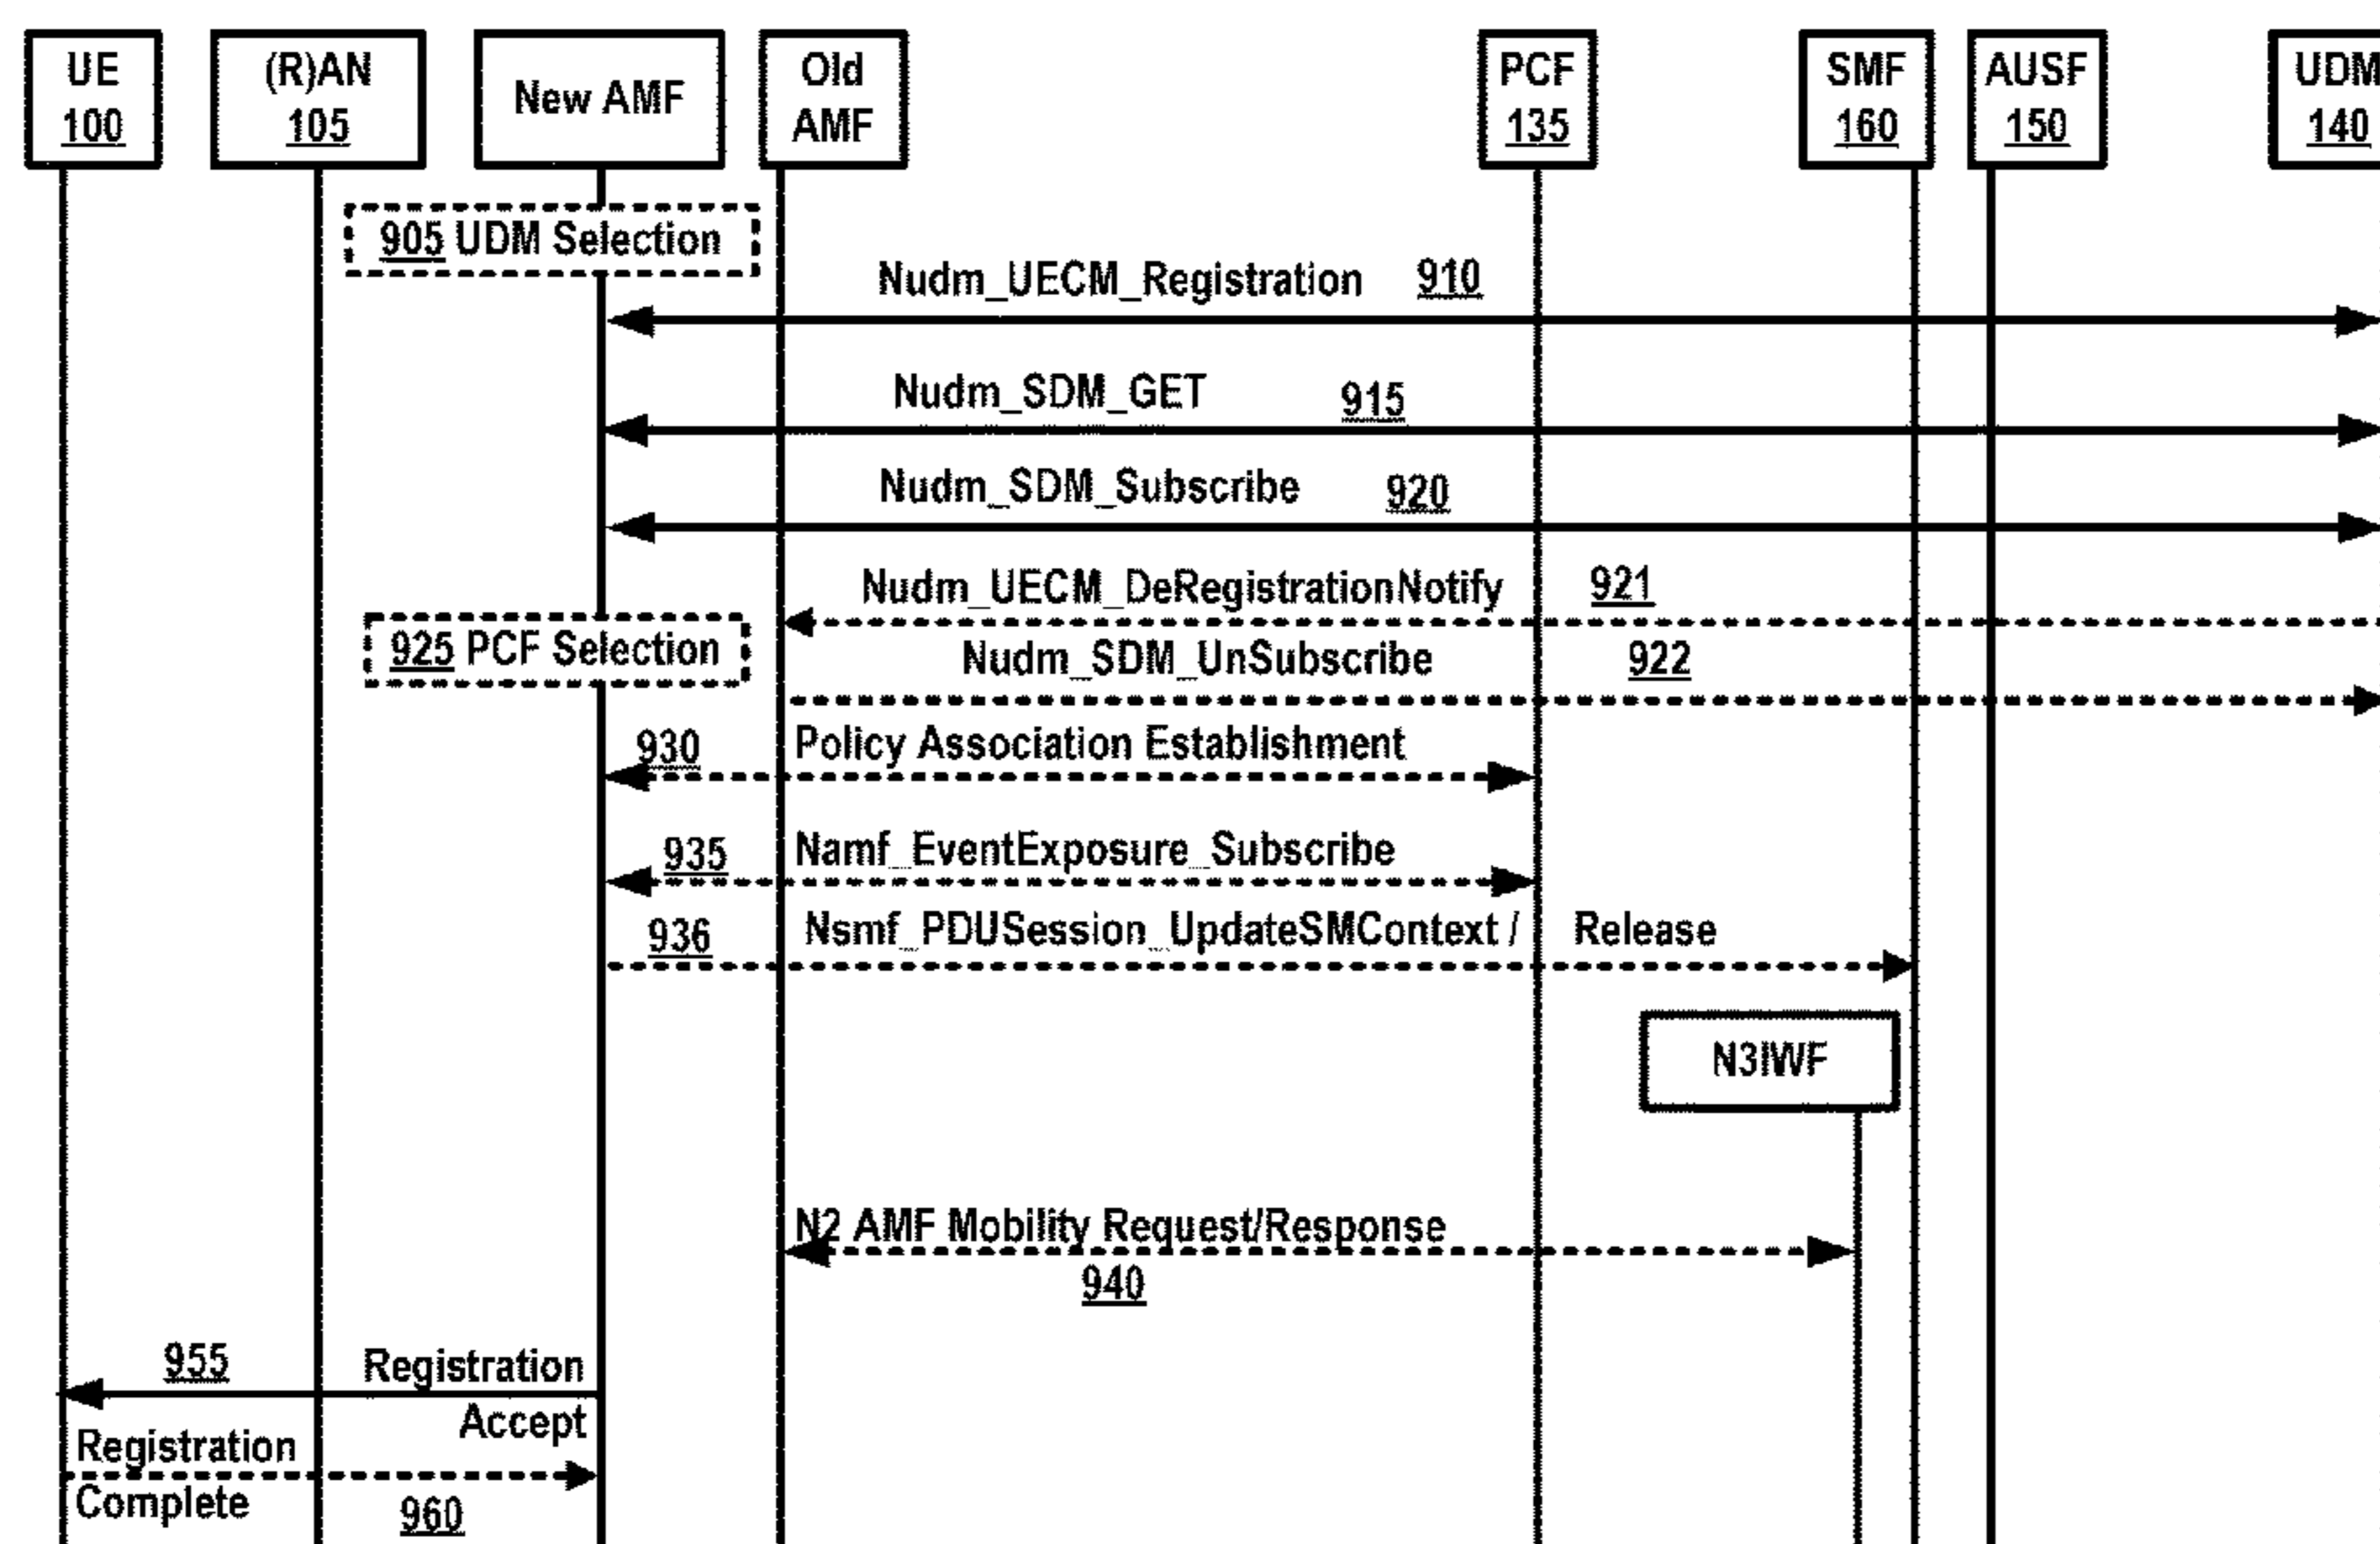 UE
100
(R)AN
105
New AMF
Old
AMF
PCF
135
SMF
160
AUSF
150
UDM
140
905 UDM Selection
Nudm_UECM_Registration 910
Nudm_SDM_GET 915
Nudm_SDM_Subscribe 920
Nudm_UECM_DeRegistrationNotify 921
925 PCF Selection
Nudm_SDM_UnSubscribe 922
930 Policy Association Establishment
935 Namf_EventExposure_Subscribe
936 Nsmf_PDUSession_UpdateSMContext / Release
N3IWF
N2 AMF Mobility Request/Response
940
955 Registration
Accept
Registration
Complete
960